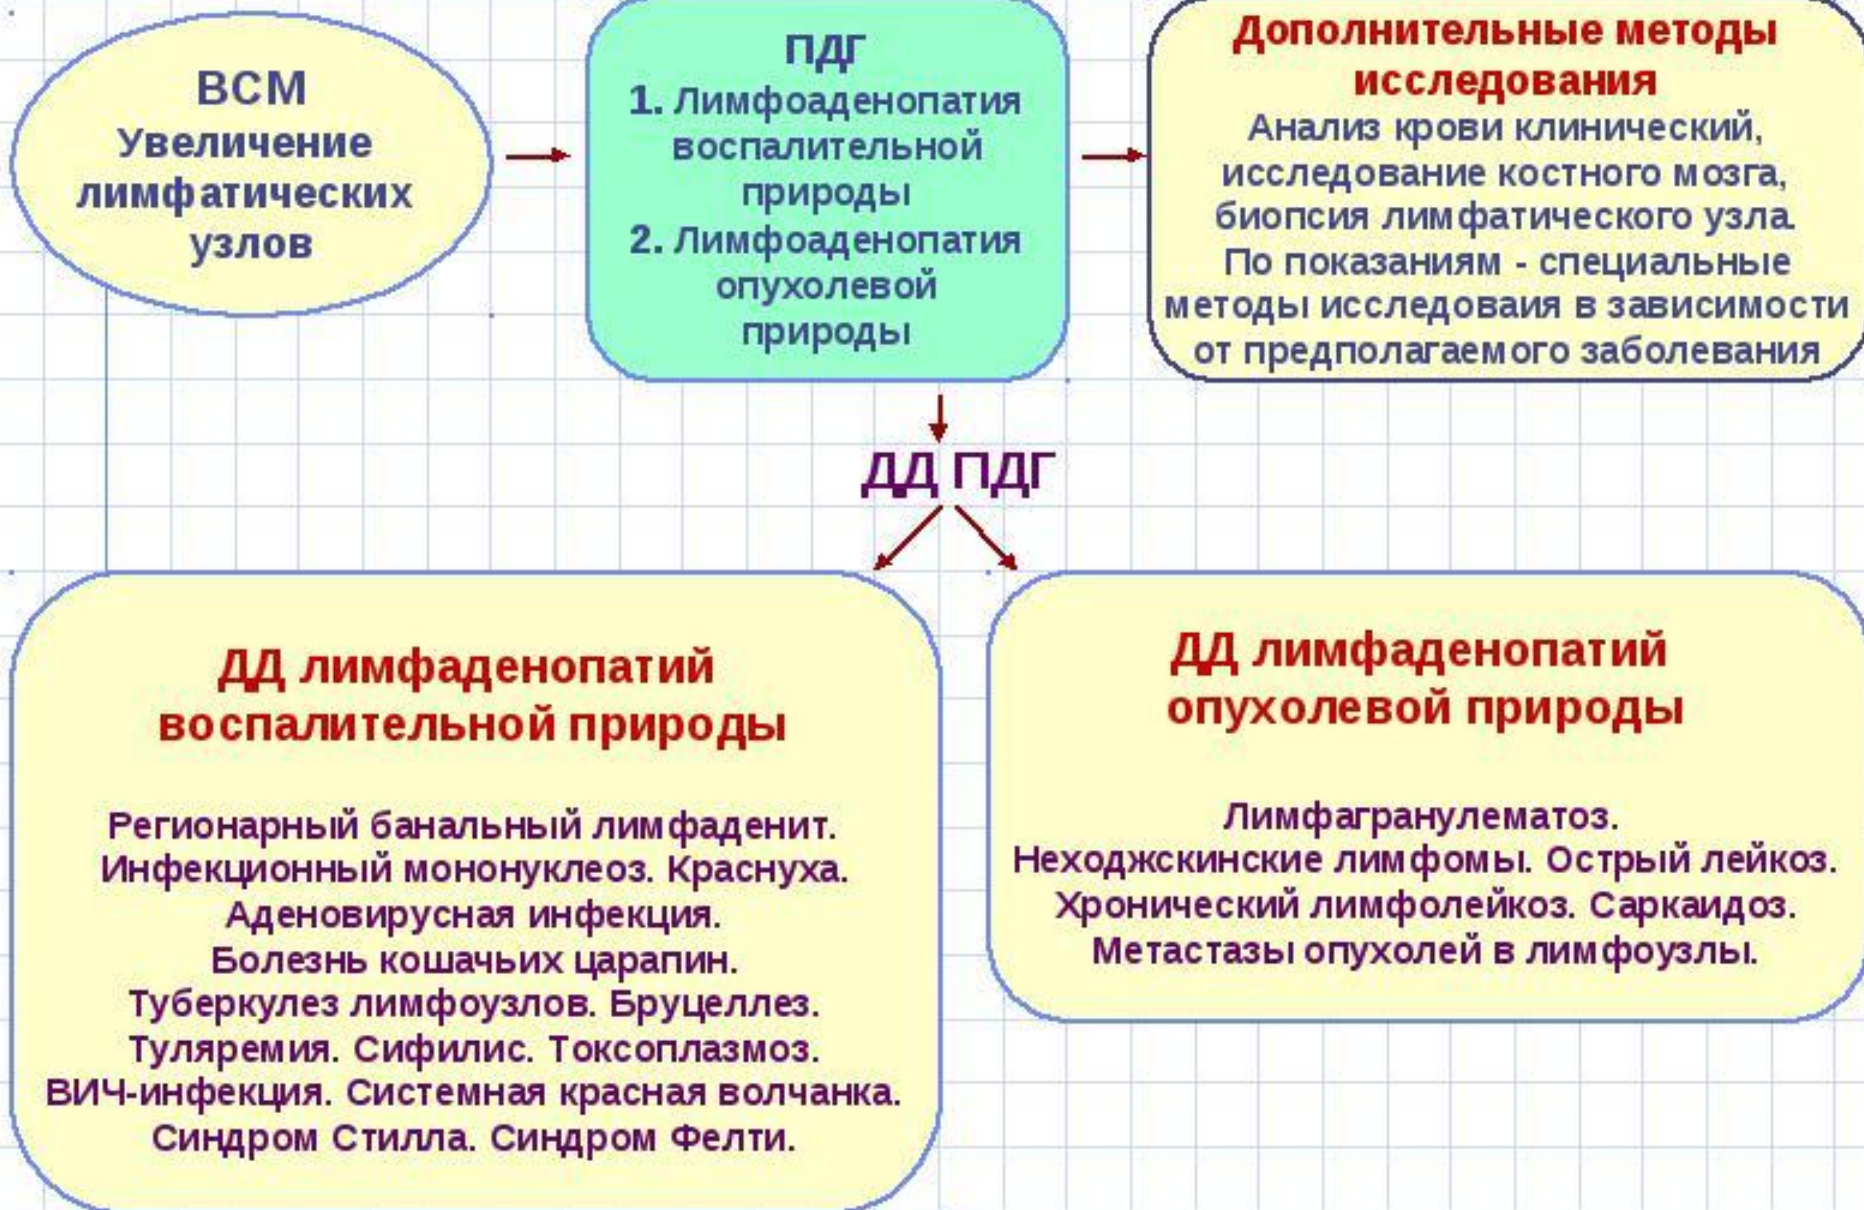 ВСМ
Увеличение
лимфатических
узлов
ПДГ
1. Лимфоаденопатия
воспалительной
природы
2. Лимфоаденопатия
опухолевой
природы
Дополнительные методы
исследования
Анализ крови клинический,
исследование костного мозга,
биопсия лимфатического узла.
По показаниям - специальные
методы исследоваия в зависимости
от предполагаемого заболевания
ДД ПДГ
ДД лимфаденопатий
воспалительной природы
Регионарный банальный лимфаденит.
Инфекционный мононуклеоз. Краснуха.
Аденовирусная инфекция.
Болезнь кошачьих царапин.
Туберкулез лимфоузлов. Бруцеллез.
Туляремия. Сифилис. Токсоплазмоз.
ВИЧ-инфекция. Системная красная волчанка.
Синдром Стилла. Синдром Фелти.
ДД лимфаденопатий
опухолевой природы
Лимфагранулематоз.
Неходжскинские лимфомы. Острый лейкоз.
Хронический лимфолейкоз. Саркаидоз.
Метастазы опухолей в лимфоузлы.